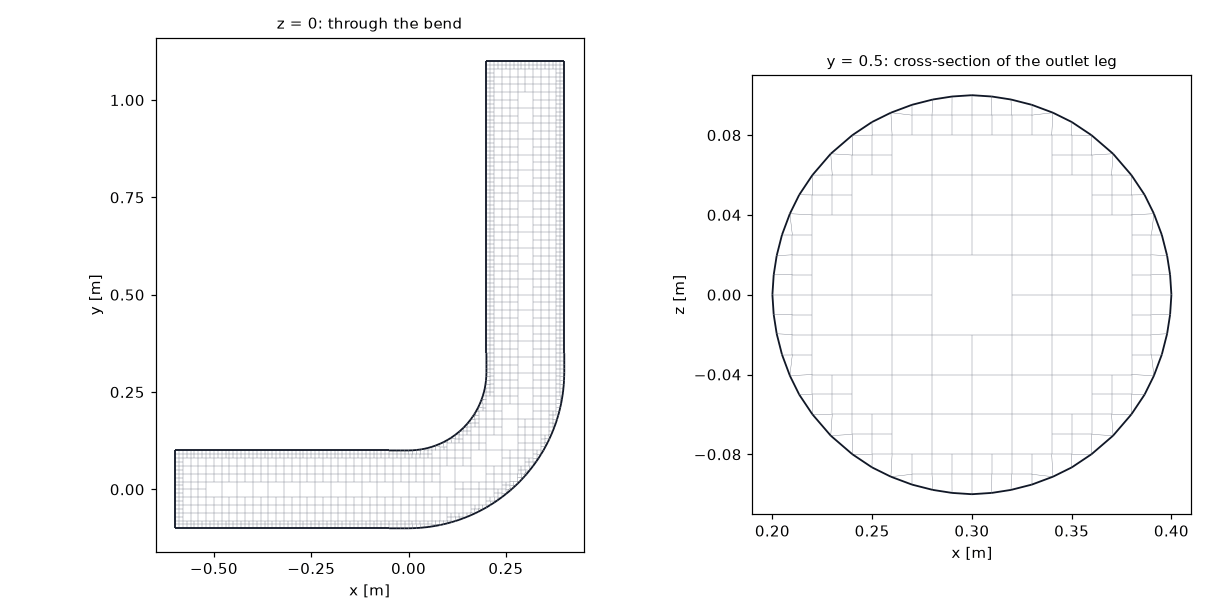 z = 0: through the bend
y [m]
1.00
0.75
0.50
0.25
0.00
−0.50 −0.25 0.00 0.25
x [m]
y = 0.5: cross-section of the outlet leg
z [m]
0.08
0.04
0.00
−0.04
−0.08
0.20 0.25 0.30 0.35 0.40
x [m]